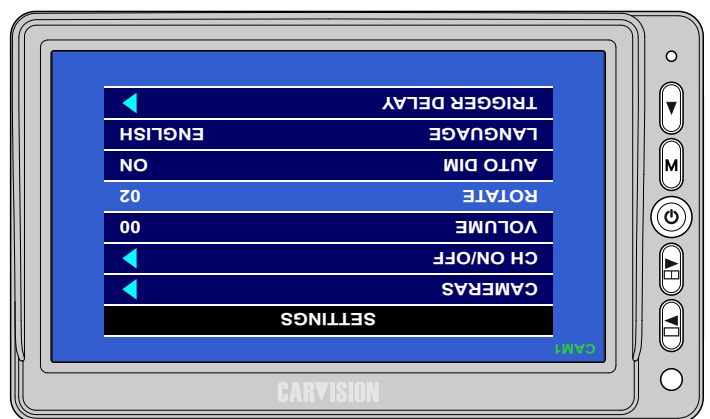 CAM1
SETTINGS
CAMERAS
CH ON/OFF
VOLUME 00
ROTATE 02
AUTO DIM ON
LANGUAGE ENGLISH
TRIGGER DELAY
CARVISION
M